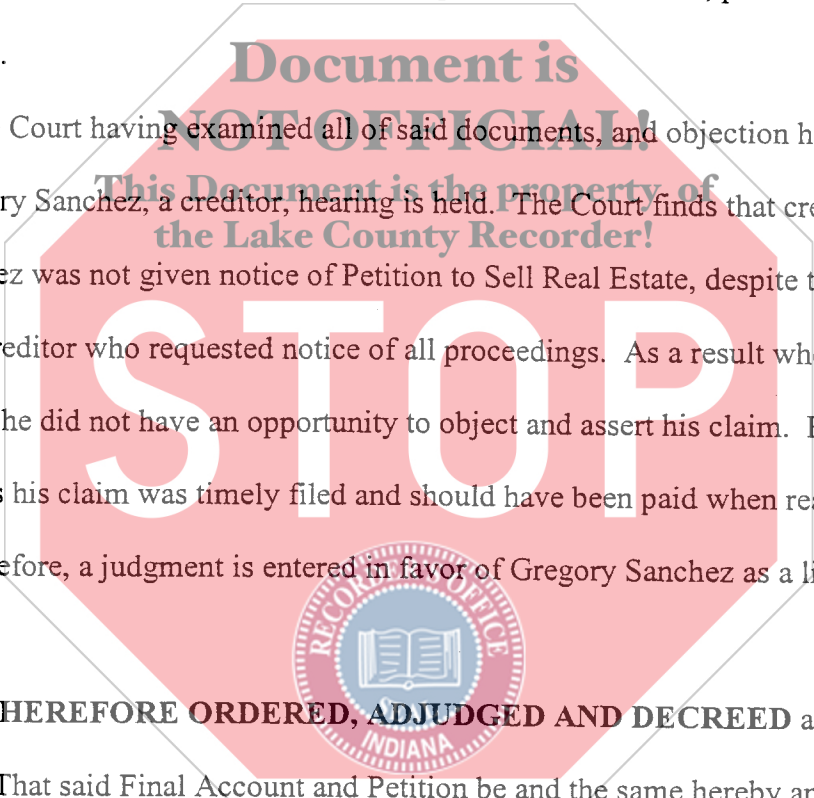 Document is
NOT OFFICIAL!
Court having examined all of said documents, and objection h
This Document is the property of
ry Sanchez, a creditor, hearing is held. The Court finds that cre
the Lake County Recorder!
ez was not given notice of Petition to Sell Real Estate, despite t
editor who requested notice of all proceedings. As a result wh
STOP
he did not have an opportunity to object and assert his claim.
s his claim was timely filed and should have been paid when rea
efore, a judgment is entered in favor of Gregory Sanchez as a li
RECORDER'S OFFICE
SEAL
INDIANA
HEREFORE ORDERED, ADJUDGED AND DECREED a
That said Final Account and Petition be and the same hereby ar